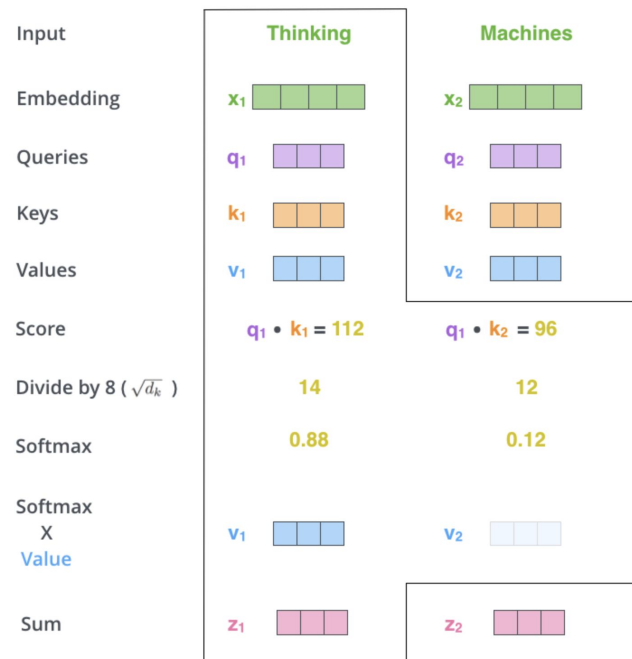 Input Thinking Machines
Embedding x₁ x₂
Queries q₁ q₂
Keys k₁ k₂
Values v₁ v₂
Score q₁ • k₁ = 112 q₁ • k₂ = 96
Divide by 8 ( √dₖ ) 14 12
Softmax 0.88 0.12
Softmax
X v₁ v₂
Value
Sum z₁ z₂